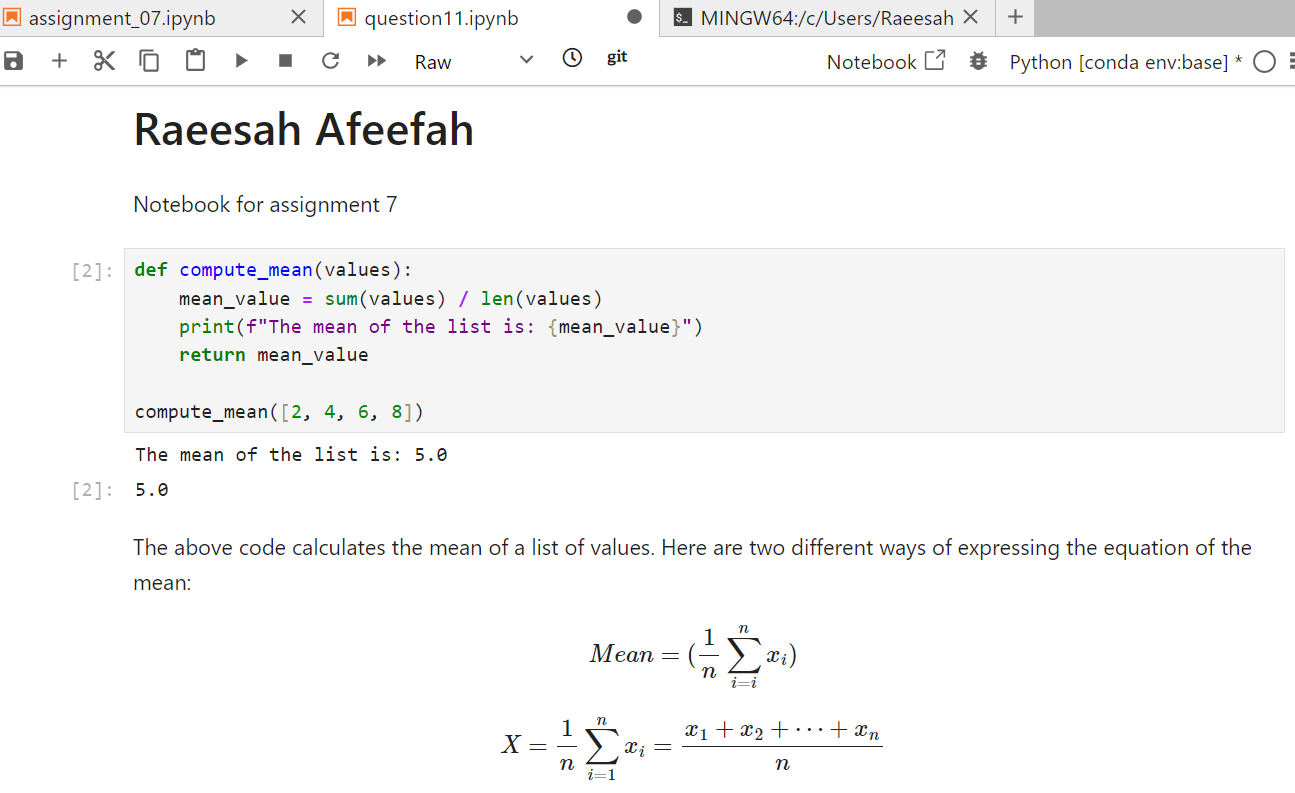 assignment_07.ipynb question11.ipynb MINGW64:/c/Users/Raeesah
Raw git Notebook Python [conda env:base] *
Raeesah Afeefah
Notebook for assignment 7
[2]: def compute_mean(values):
    mean_value = sum(values) / len(values)
    print(f"The mean of the list is: {mean_value}")
    return mean_value
compute_mean([2, 4, 6, 8])
The mean of the list is: 5.0
[2]: 5.0
The above code calculates the mean of a list of values. Here are two different ways of expressing the equation of the
mean:
Mean = (\frac{1}{n} \sum_{i=i}^{n} x_i)
X = \frac{1}{n} \sum_{i=1}^{n} x_i = \frac{x_1 + x_2 + \cdots + x_n}{n}